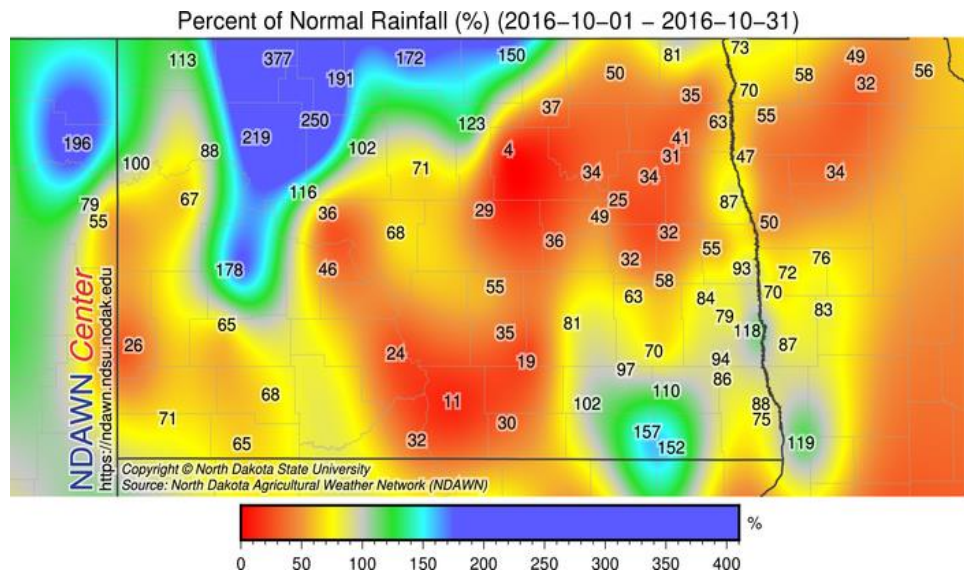 Percent of Normal Rainfall (%) (2016−10−01 − 2016−10−31)
73
113 377 172 150 81 49
191 50 58 56
32
70
35
37
250 123 63 55
196 219 41
88 102 4 31 47
100 71
34 34 34
116
67 25 87
79 36 29 49
55 50
68 32
36 55
178 46 32 93 76
72
55 58 70
63 84 83
65 81 79
35 118
26 24 19 70 94 87
97 86
68 11 102 110 88
71 30 75
65 32 157 119
152
NDAWN Center
https://ndawn.ndsu.nodak.edu
Copyright © North Dakota State University
Source: North Dakota Agricultural Weather Network (NDAWN)
%
0 50 100 150 200 250 300 350 400